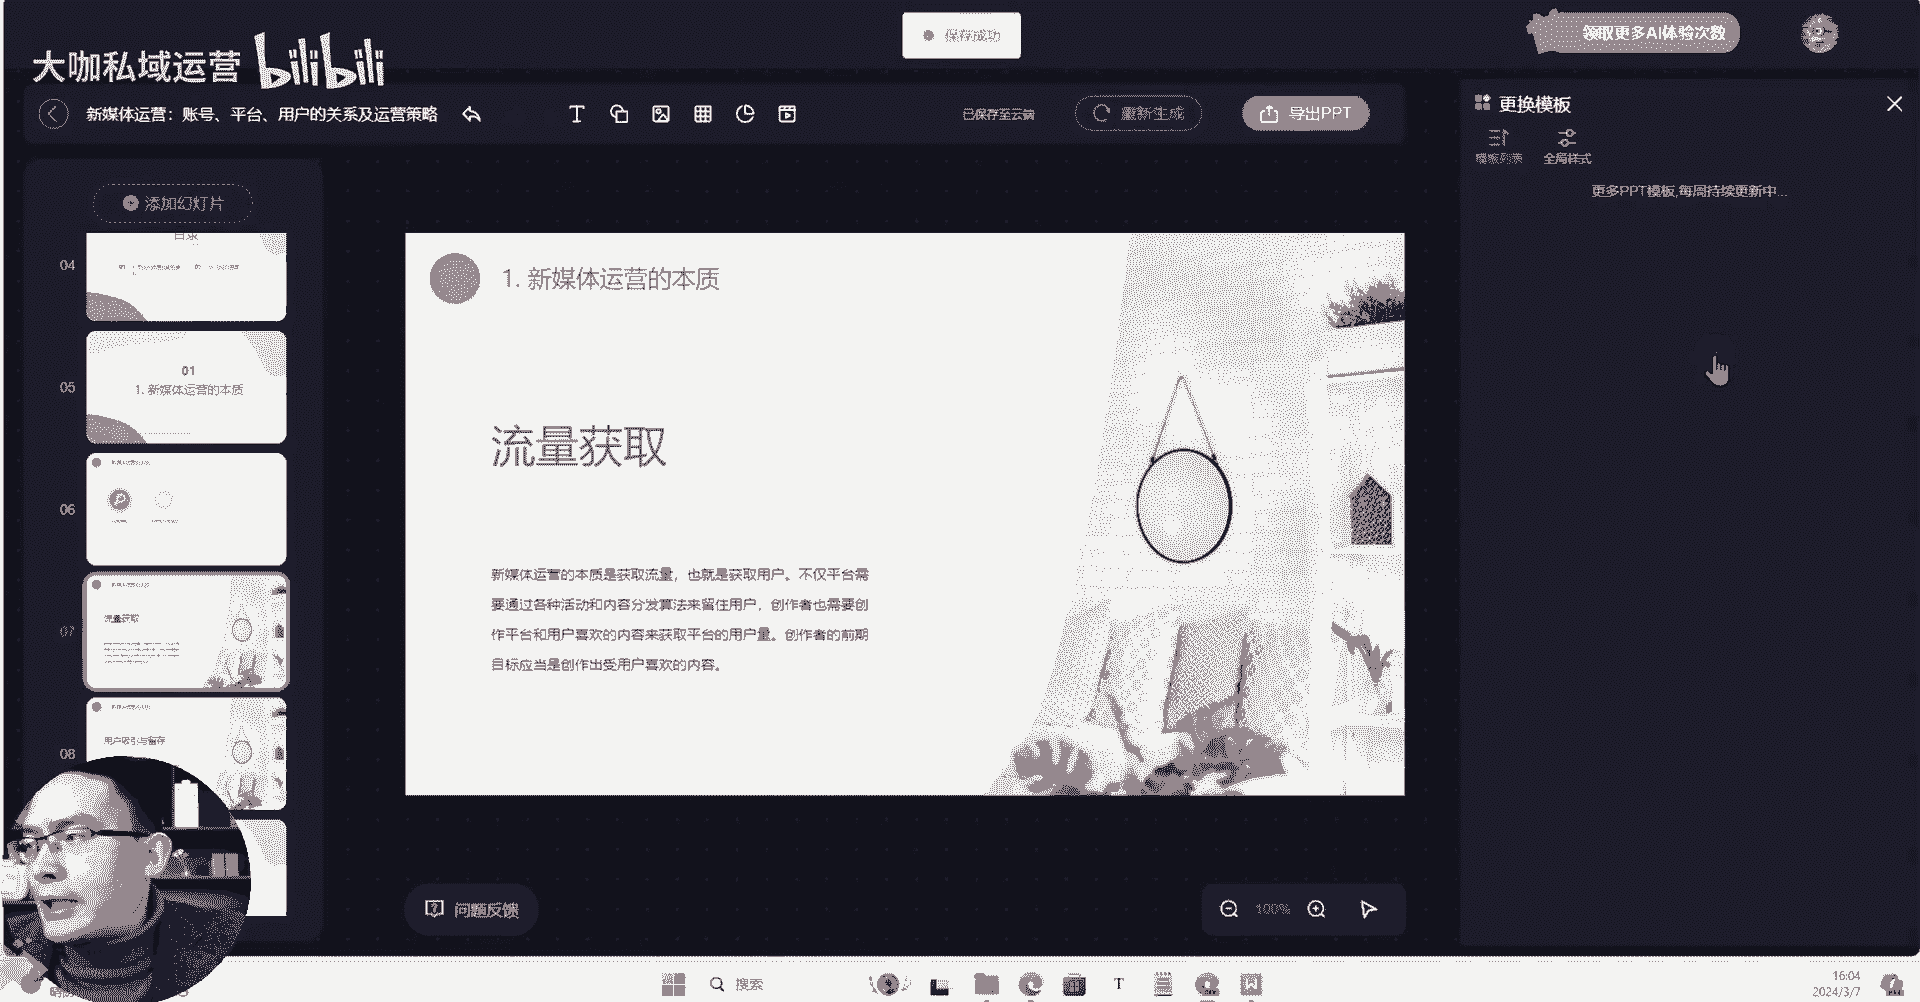 保存成功
领取更多AI体验次数
大咖私域运营 bilibili
新媒体运营：账号、平台、用户的关系及运营策略
已保存至云端
重新生成
导出PPT
更换模板
模板列表
全局样式
更多PPT模板,每周持续更新中...
添加幻灯片
04
目录
05
01
1. 新媒体运营的本质
06
07
流量获取
08
用户吸引与留存
1. 新媒体运营的本质
流量获取
新媒体运营的本质是获取流量，也就是获取用户。不仅平台需
要通过各种活动和内容分发算法来留住用户，创作者也需要创
作平台和用户喜欢的内容来获取平台的用户量。创作者的前期
目标应当是创作出受用户喜欢的内容。
问题反馈
100%
搜索
16:04
2024/3/7